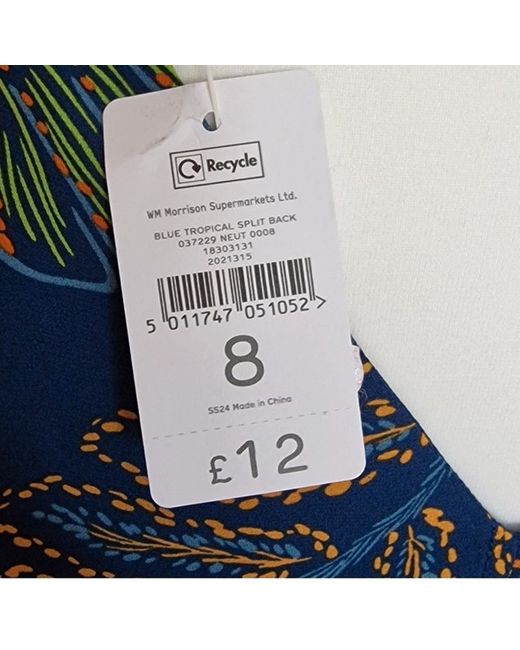 Recycle
WM Morrison Supermarkets Ltd.
BLUE TROPICAL SPLIT BACK
037229 NEUT 0008
18303131
2021315
5 011747 051052 >
8
SS24 Made in China
£12